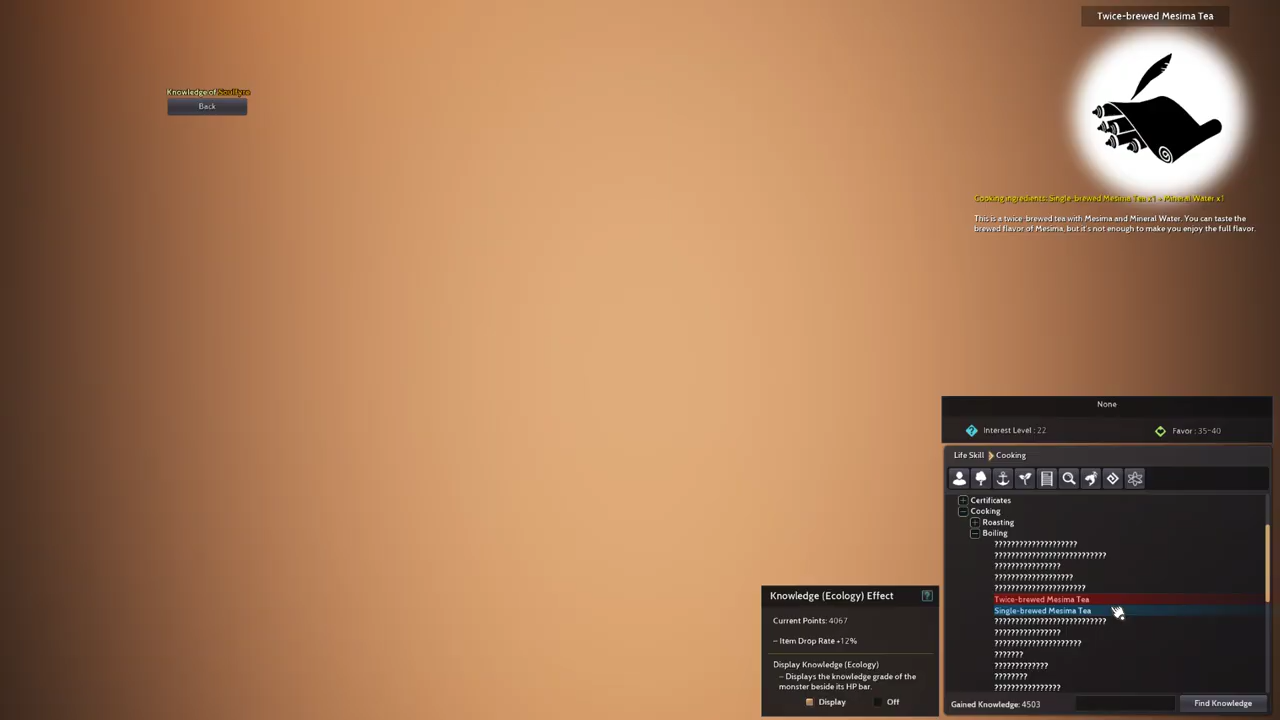 Twice-brewed Mesima Tea
Knowledge of Soulfyre
Back
Cooking ingredients: Single-brewed Mesima Tea x1 - Mineral Water x1
This is a twice-brewed tea with Mesima and Mineral Water. You can taste the
brewed flavor of Mesima, but it's not enough to make you enjoy the full flavor.
None
Interest Level : 22
Favor : 35~40
Life Skill
Cooking
Certificates
Cooking
Roasting
Boiling
????????????????????
???????????????????????????
????????????????
???????????????????
??????????????????????
Twice-brewed Mesima Tea
Single-brewed Mesima Tea
???????????????????????????
????????????????
?????????????????????
???????
?????????????
????????
????????????????
Knowledge (Ecology) Effect
?
Current Points: 4067
– Item Drop Rate +12%
Display Knowledge (Ecology)
– Displays the knowledge grade of the
monster beside its HP bar.
Display
Off
Gained Knowledge: 4503
Find Knowledge